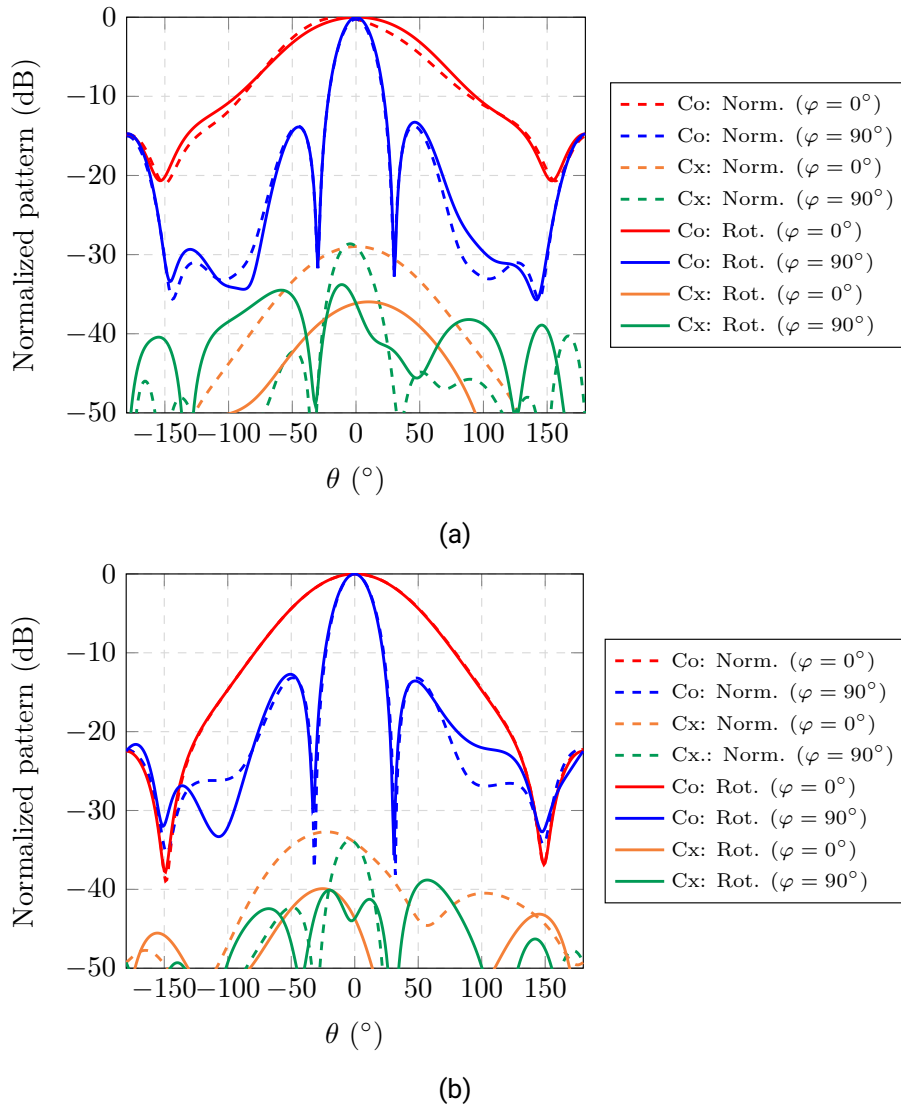 0
−10
−20
−30
−40
−50
−150 −100 −50 0 50 100 150
θ (°)
Normalized pattern (dB)
Co: Norm. (φ = 0°)
Co: Norm. (φ = 90°)
Cx: Norm. (φ = 0°)
Cx: Norm. (φ = 90°)
Co: Rot. (φ = 0°)
Co: Rot. (φ = 90°)
Cx: Rot. (φ = 0°)
Cx: Rot. (φ = 90°)
(a)
0
−10
−20
−30
−40
−50
−150 −100 −50 0 50 100 150
θ (°)
Normalized pattern (dB)
Co: Norm. (φ = 0°)
Co: Norm. (φ = 90°)
Cx: Norm. (φ = 0°)
Cx.: Norm. (φ = 90°)
Co: Rot. (φ = 0°)
Co: Rot. (φ = 90°)
Cx: Rot. (φ = 0°)
Cx: Rot. (φ = 90°)
(b)